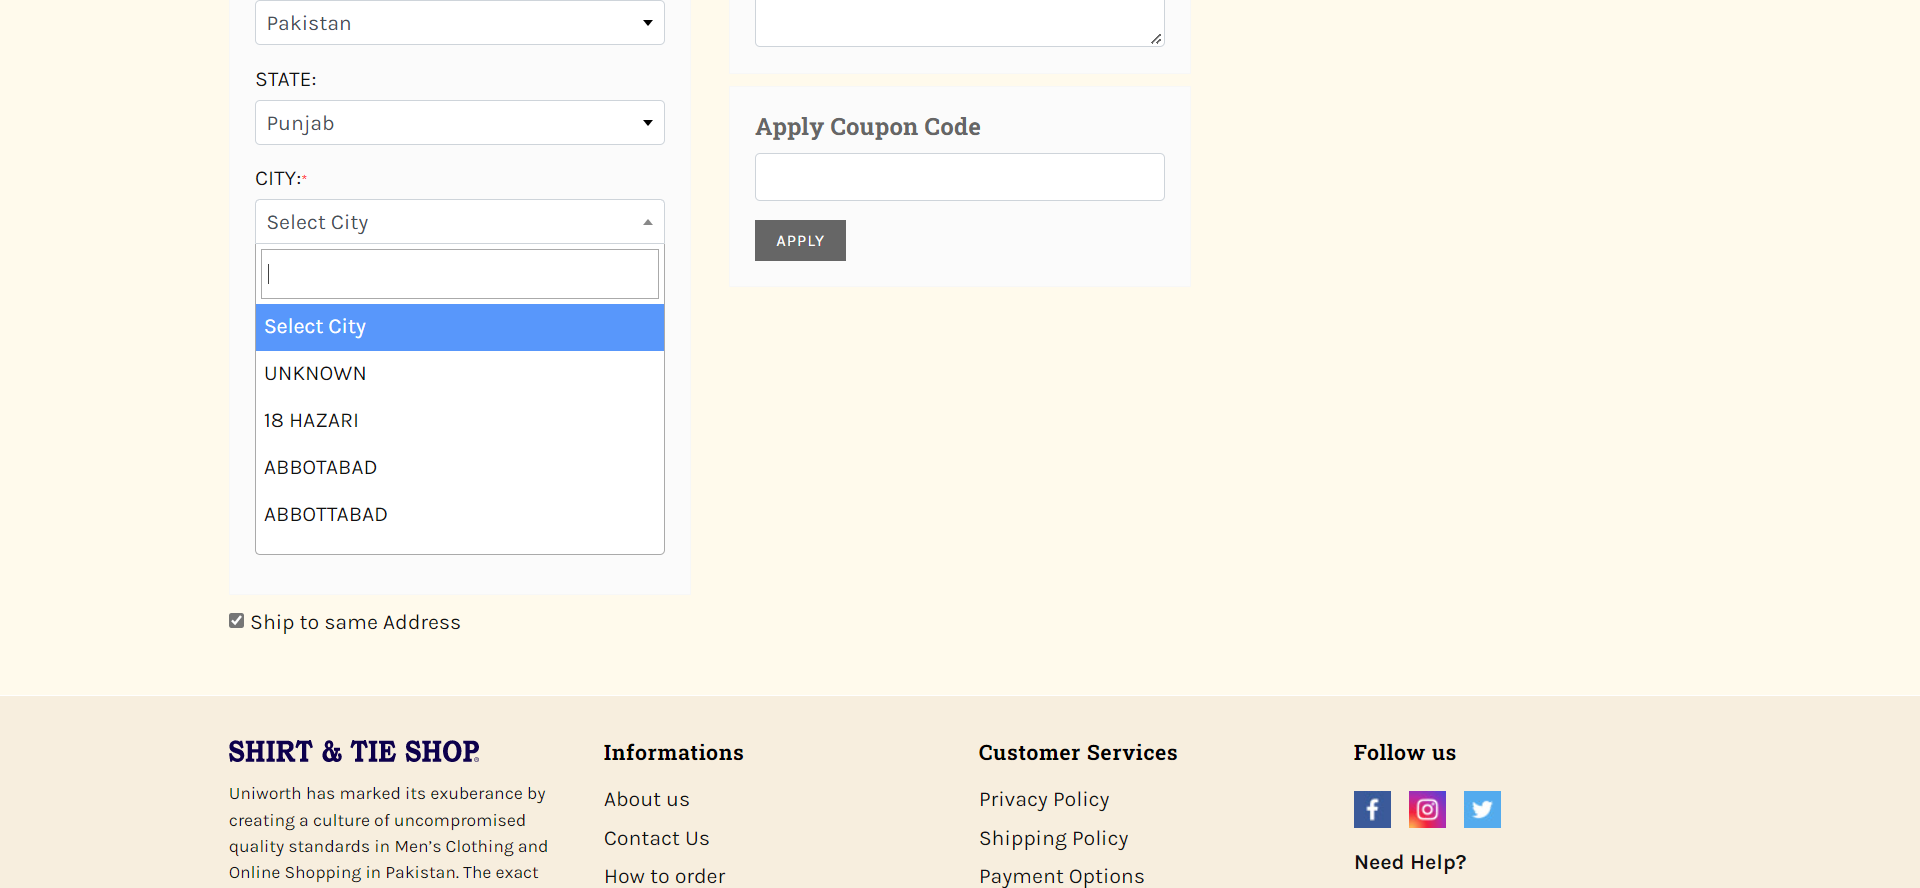 Pakistan
STATE:
Punjab
CITY:*
Select City
Select City
UNKNOWN
18 HAZARI
ABBOTABAD
ABBOTTABAD
Ship to same Address
Apply Coupon Code
APPLY
SHIRT & TIE SHOP®
Uniworth has marked its exuberance by
creating a culture of uncompromised
quality standards in Men’s Clothing and
Online Shopping in Pakistan. The exact
Informations
About us
Contact Us
How to order
Customer Services
Privacy Policy
Shipping Policy
Payment Options
Follow us
Need Help?